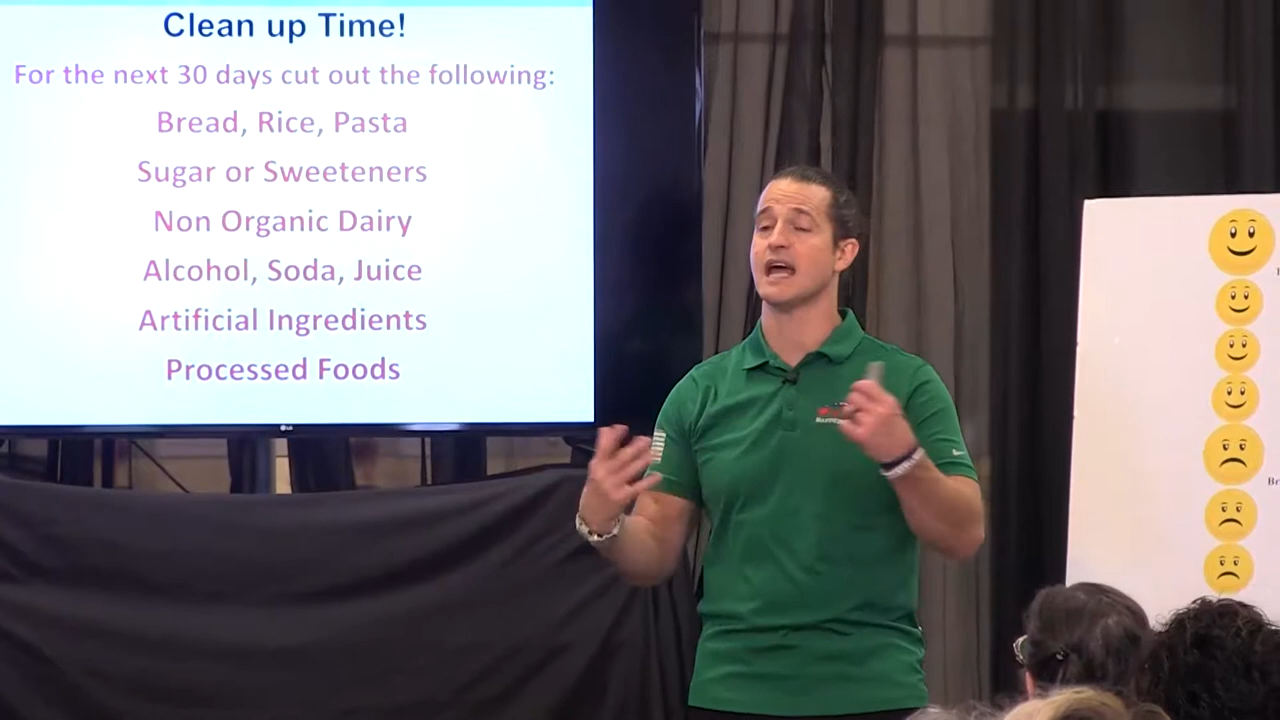 Clean up Time!
For the next 30 days cut out the following:
Bread, Rice, Pasta
Sugar or Sweeteners
Non Organic Dairy
Alcohol, Soda, Juice
Artificial Ingredients
Processed Foods
LG